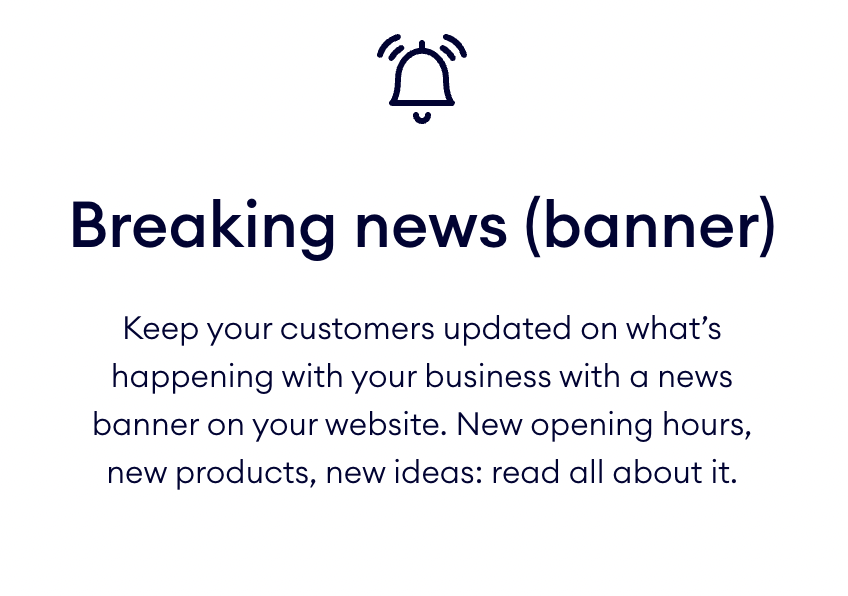 Breaking news (banner)
Keep your customers updated on what’s
happening with your business with a news
banner on your website. New opening hours,
new products, new ideas: read all about it.